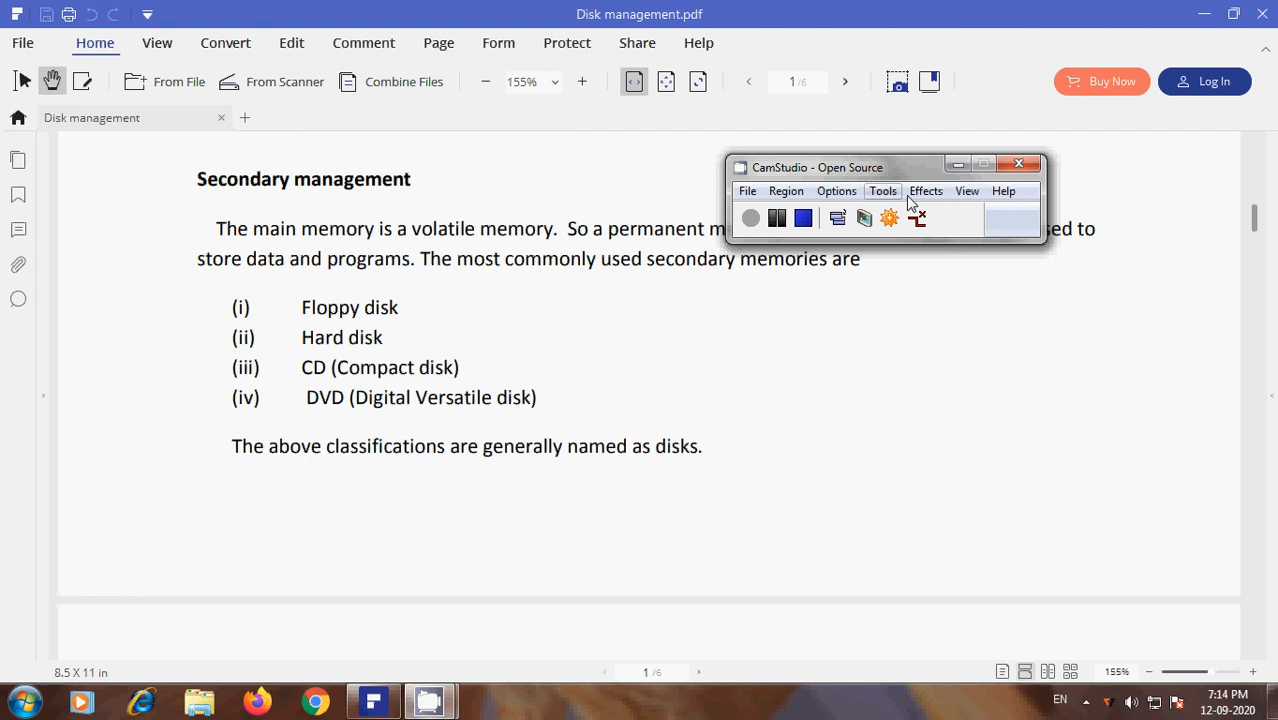 Disk management.pdf
File Home View Convert Edit Comment Page Form Protect Share Help
From File From Scanner Combine Files 155% 1/6 Buy Now Log In
Disk management
Secondary management
CamStudio - Open Source
File Region Options Tools Effects View Help
The main memory is a volatile memory. So a permanent m sed to
store data and programs. The most commonly used secondary memories are
(i) Floppy disk
(ii) Hard disk
(iii) CD (Compact disk)
(iv) DVD (Digital Versatile disk)
The above classifications are generally named as disks.
8.5 X 11 in 1/6 155%
EN 7:14 PM
12-09-2020